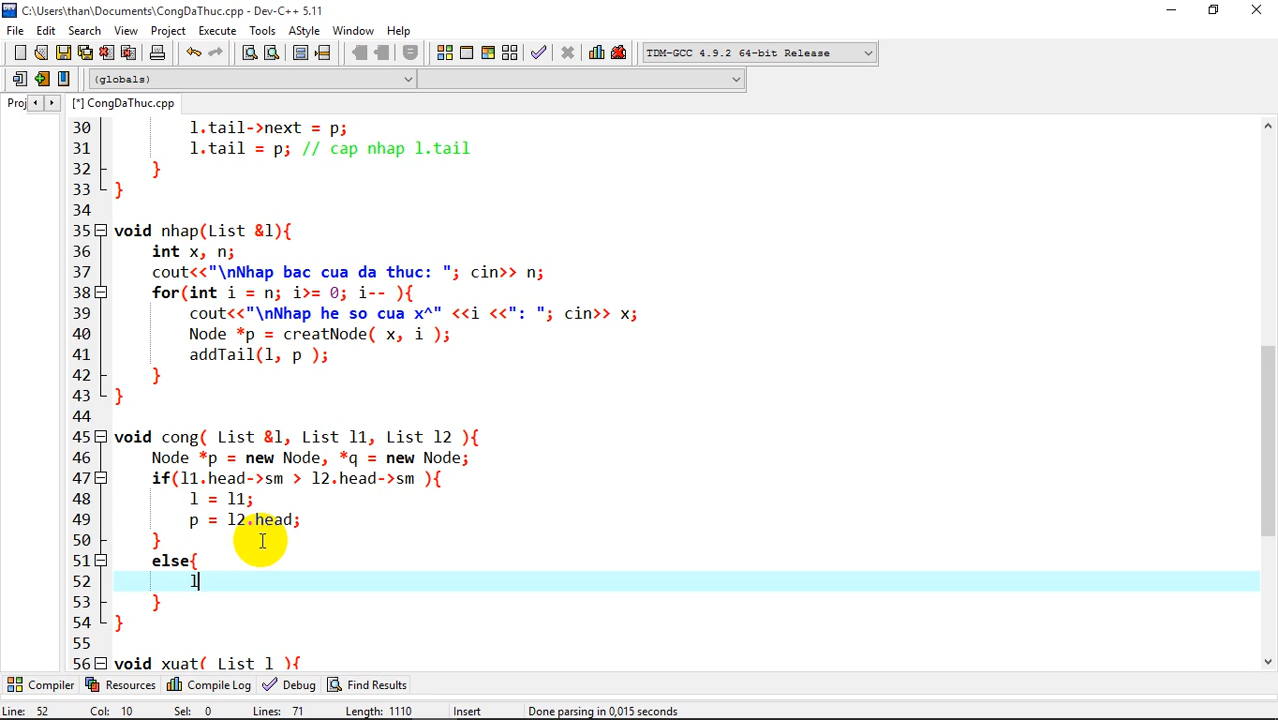 C:\Users\than\Documents\CongDaThuc.cpp - Dev-C++ 5.11
File Edit Search View Project Execute Tools AStyle Window Help
TDM-GCC 4.9.2 64-bit Release
(globals)
Proj [*] CongDaThuc.cpp
30 l.tail->next = p;
31 l.tail = p; // cap nhap l.tail
32 }
33 }
34
35 void nhap(List &l){
36 int x, n;
37 cout<<"\nNhap bac cua da thuc: "; cin>> n;
38 for(int i = n; i>= 0; i-- ){
39 cout<<"\nNhap he so cua x^" <<i <<": "; cin>> x;
40 Node *p = creatNode( x, i );
41 addTail(l, p );
42 }
43 }
44
45 void cong( List &l, List l1, List l2 ){
46 Node *p = new Node, *q = new Node;
47 if(l1.head->sm > l2.head->sm ){
48 l = l1;
49 p = l2.head;
50 }
51 else{
52 l
53 }
54 }
55
56 void xuat( List l ){
Compiler Resources Compile Log Debug Find Results
Line: 52 Col: 10 Sel: 0 Lines: 71 Length: 1110 Insert Done parsing in 0,015 seconds